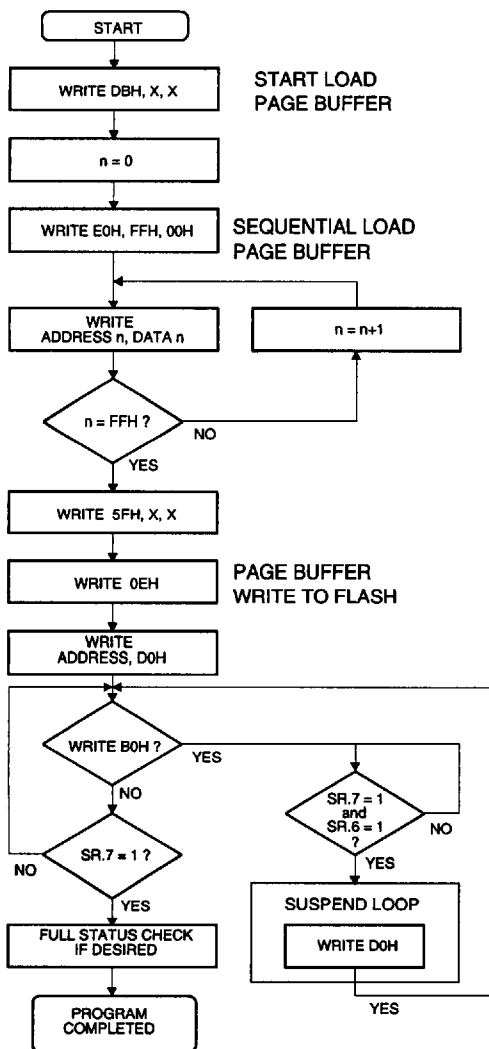 START
WRITE DBH, X, X
START LOAD
PAGE BUFFER
n = 0
WRITE E0H, FFH, 00H
SEQUENTIAL LOAD
PAGE BUFFER
WRITE
ADDRESS n, DATA n
n = n+1
n = FFH ?
NO
YES
WRITE 5FH, X, X
WRITE 0EH
PAGE BUFFER
WRITE TO FLASH
WRITE
ADDRESS, D0H
WRITE B0H ?
YES
NO
SR.7 = 1
and
SR.6 = 1
?
NO
YES
SR.7 = 1 ?
NO
YES
SUSPEND LOOP
WRITE D0H
YES
FULL STATUS CHECK
IF DESIRED
PROGRAM
COMPLETED